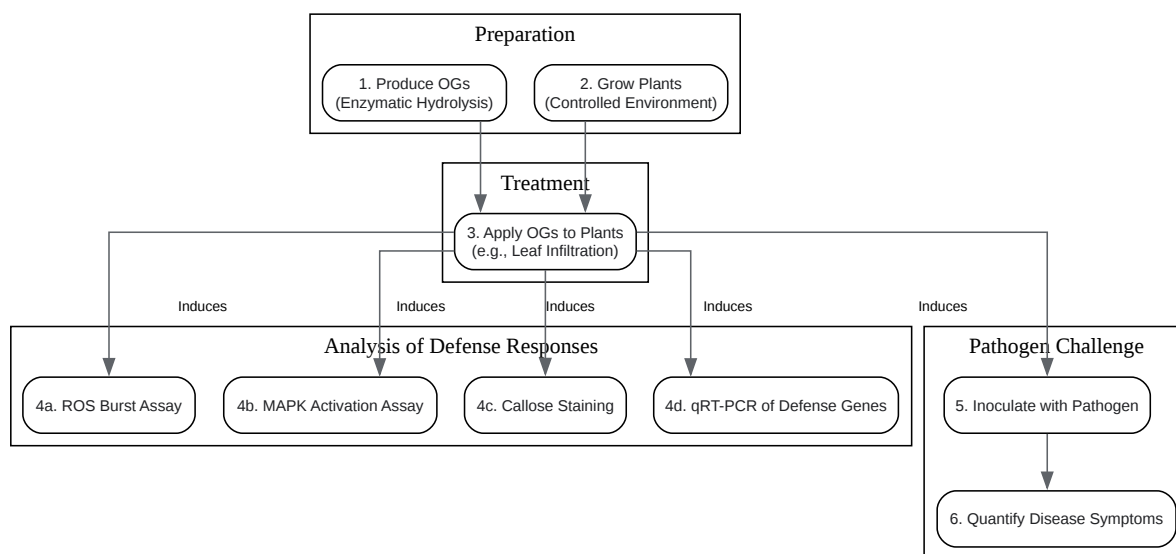 Preparation
1. Produce OGs
(Enzymatic Hydrolysis)
2. Grow Plants
(Controlled Environment)
Treatment
3. Apply OGs to Plants
(e.g., Leaf Infiltration)
Induces
Induces
Induces
Induces
Induces
Analysis of Defense Responses
4a. ROS Burst Assay
4b. MAPK Activation Assay
4c. Callose Staining
4d. qRT-PCR of Defense Genes
Pathogen Challenge
5. Inoculate with Pathogen
6. Quantify Disease Symptoms